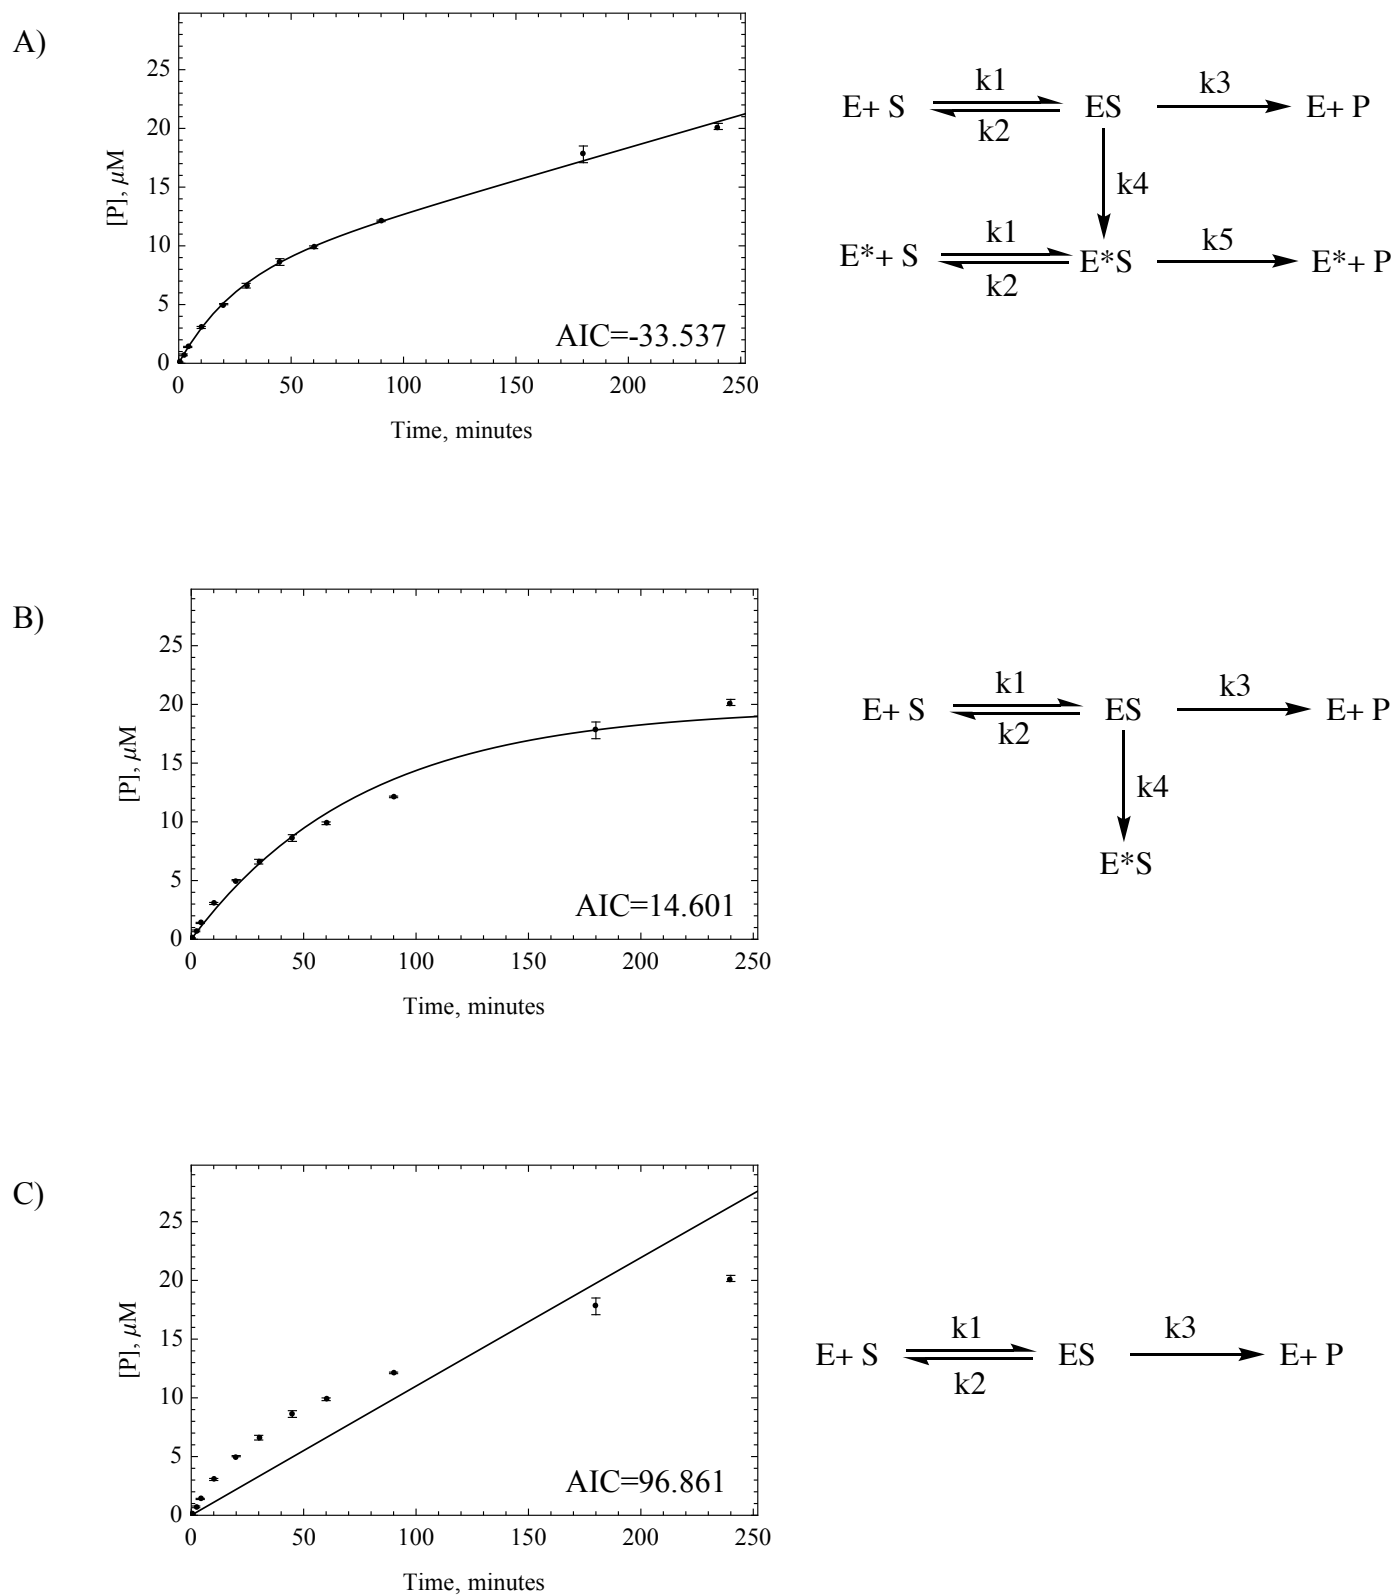 A)
25
20
15
10
5
0
[P], μM
0 50 100 150 200 250
Time, minutes
AIC=-33.537
E+ S k1 k2 ES k3 E+ P
k4
E*+ S k1 k2 E*S k5 E*+ P
B)
25
20
15
10
5
0
[P], μM
0 50 100 150 200 250
Time, minutes
AIC=14.601
E+ S k1 k2 ES k3 E+ P
k4
E*S
C)
25
20
15
10
5
0
[P], μM
0 50 100 150 200 250
Time, minutes
AIC=96.861
E+ S k1 k2 ES k3 E+ P